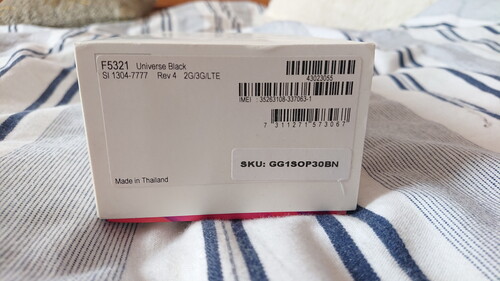 F5321 Universe Black
SI 1304-7777 Rev 4 2G/3G/LTE
43023055
IMEI : 35263108-337063-1
7 311271 573067
SKU: GG1SOP30BN
Made in Thailand